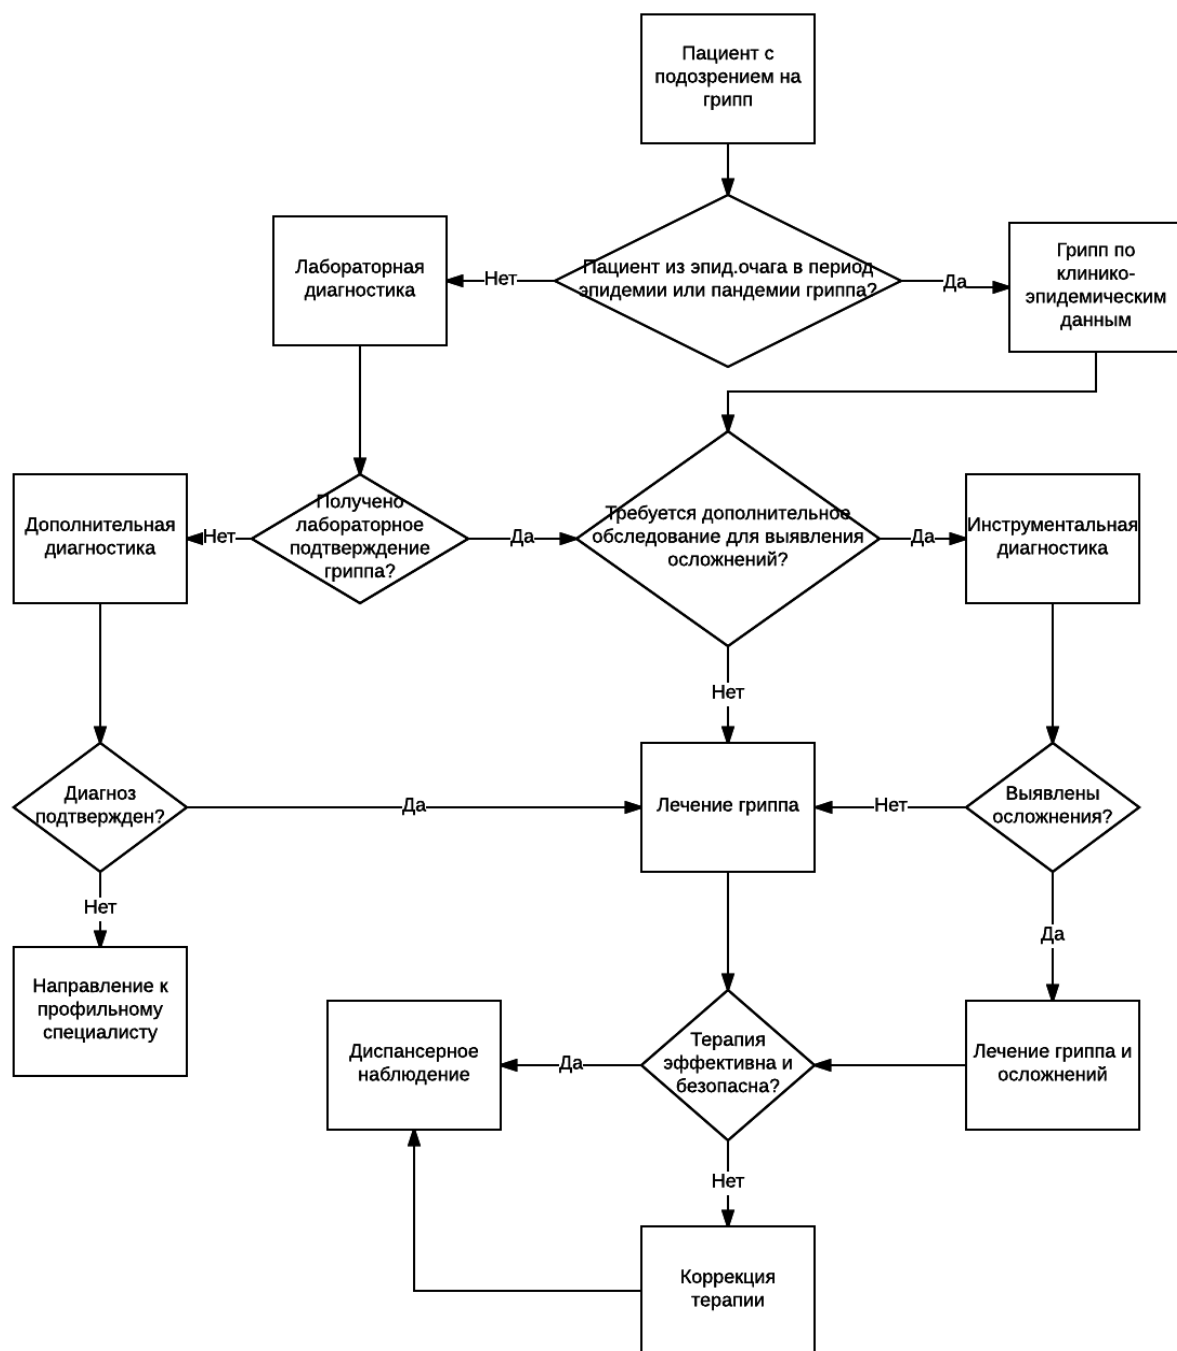 Пациент с
подозрением на
грипп
Пациент из эпид.очага в период
эпидемии или пандемии гриппа?
Нет
Да
Лабораторная
диагностика
Грипп по
клинико-
эпидемическим
данным
Получено
лабораторное
подтверждение
гриппа?
Нет
Да
Дополнительная
диагностика
Требуется дополнительное
обследование для выявления
осложнений?
Да
Нет
Инструментальная
диагностика
Диагноз
подтвержден?
Да
Нет
Лечение гриппа
Выявлены
осложнения?
Нет
Да
Направление к
профильному
специалисту
Диспансерное
наблюдение
Терапия
эффективна и
безопасна?
Да
Нет
Лечение гриппа и
осложнений
Коррекция
терапии